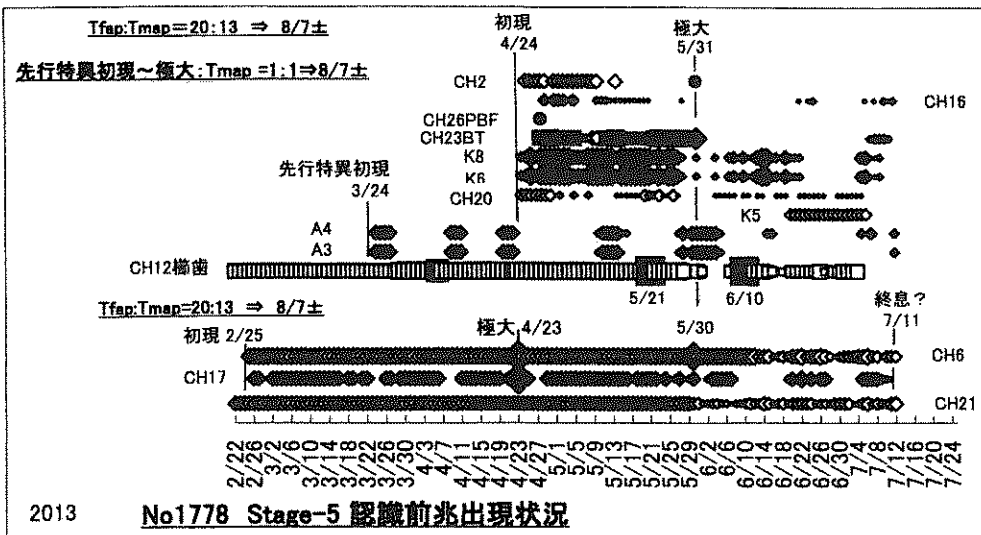 Tfap:Tmap=20:13 ⇒ 8/7±
初現
4/24
極大
5/31
先行特異初現～極大:Tmap =1:1⇒8/7±
CH2
CH16
CH26PBF
CH23BT
K8
先行特異初現
K6
3/24
CH20
K5
A4
A3
CH12櫛歯
5/21
6/10
Tfap:Tmap=20:13 ⇒ 8/7±
終息？
初現 2/25
極大 4/23
5/30
7/11
CH6
CH17
CH21
2/22 2/26 3/2 3/6 3/10 3/14 3/18 3/22 3/26 3/30 4/3 4/7 4/11 4/15 4/19 4/23 4/27 5/1 5/5 5/9 5/13 5/17 5/21 5/25 5/29 6/2 6/6 6/10 6/14 6/18 6/22 6/26 6/30 7/4 7/8 7/12 7/16 7/20 7/24
2013 No1778 Stage-5 認識前兆出現状況